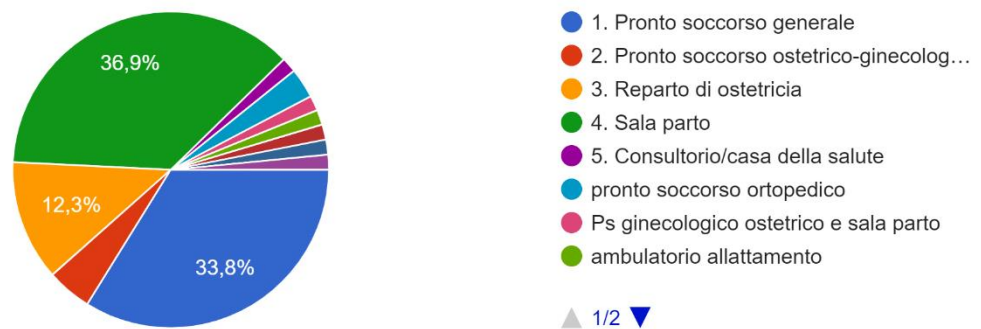 36,9%
12,3%
33,8%
1. Pronto soccorso generale
2. Pronto soccorso ostetrico-ginecolog…
3. Reparto di ostetricia
4. Sala parto
5. Consultorio/casa della salute
pronto soccorso ortopedico
Ps ginecologico ostetrico e sala parto
ambulatorio allattamento
1/2